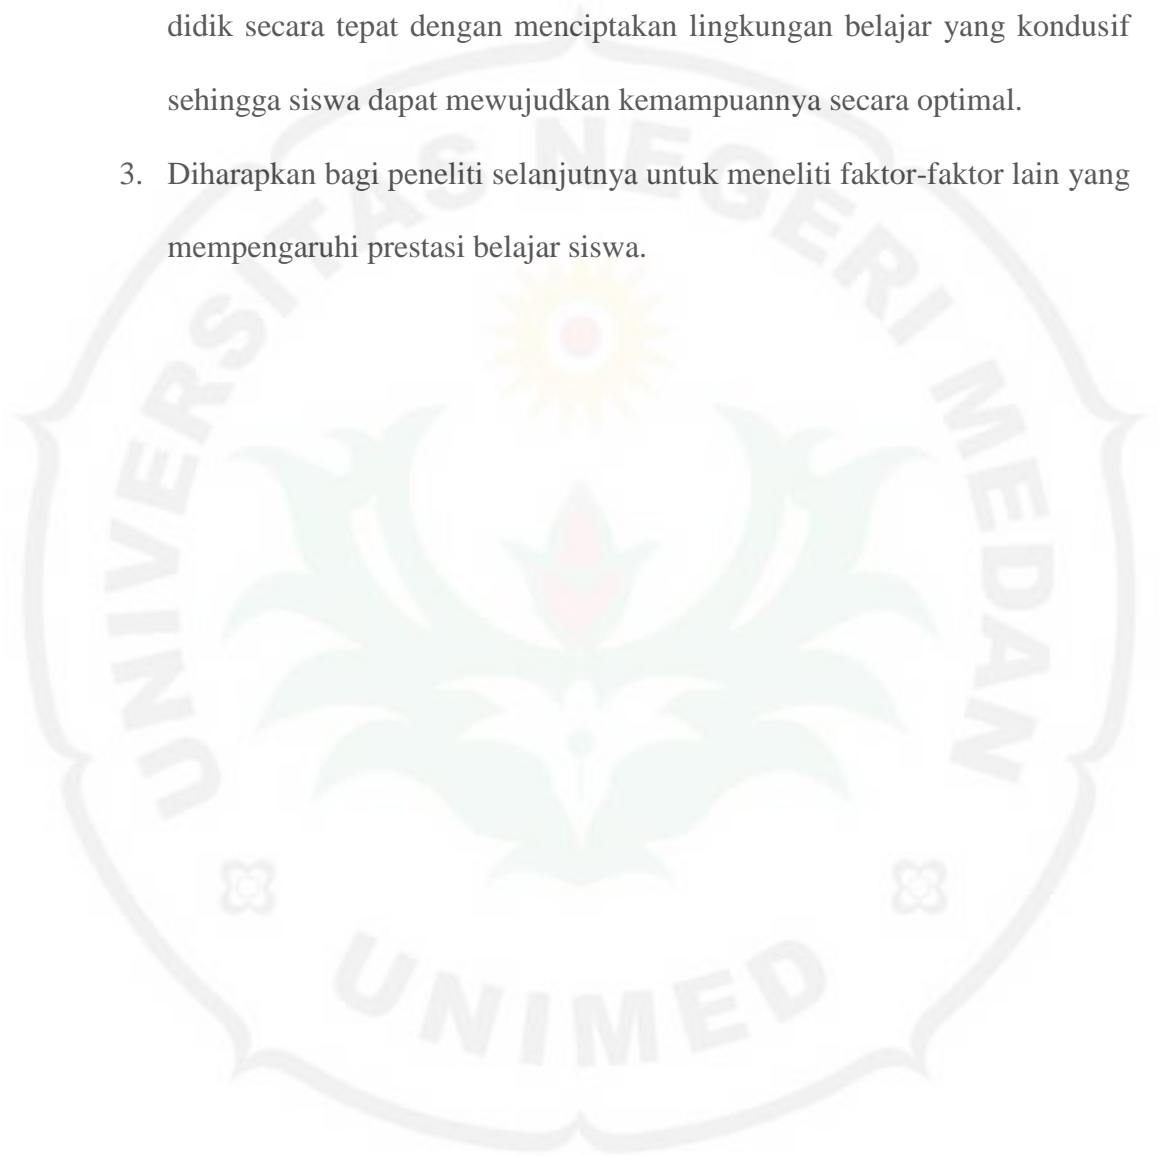 didik secara tepat dengan menciptakan lingkungan belajar yang kondusif
sehingga siswa dapat mewujudkan kemampuannya secara optimal.
3. Diharapkan bagi peneliti selanjutnya untuk meneliti faktor-faktor lain yang
mempengaruhi prestasi belajar siswa.
UNIVERSITAS NEGERI MEDAN
UNIMED